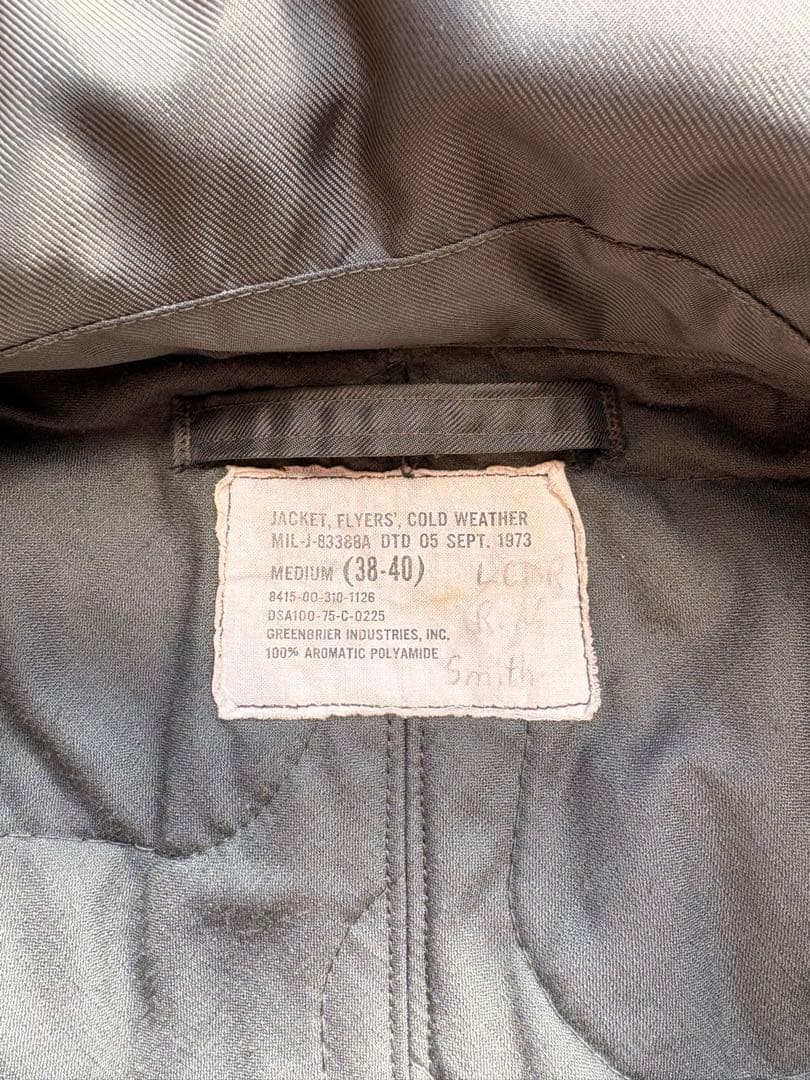 JACKET, FLYERS', COLD WEATHER
MIL-J-83388A DTD 05 SEPT. 1973
MEDIUM (38-40)
8415-00-310-1126
DSA100-75-C-0225
GREENBRIER INDUSTRIES, INC.
100% AROMATIC POLYAMIDE
LCDR
Smith